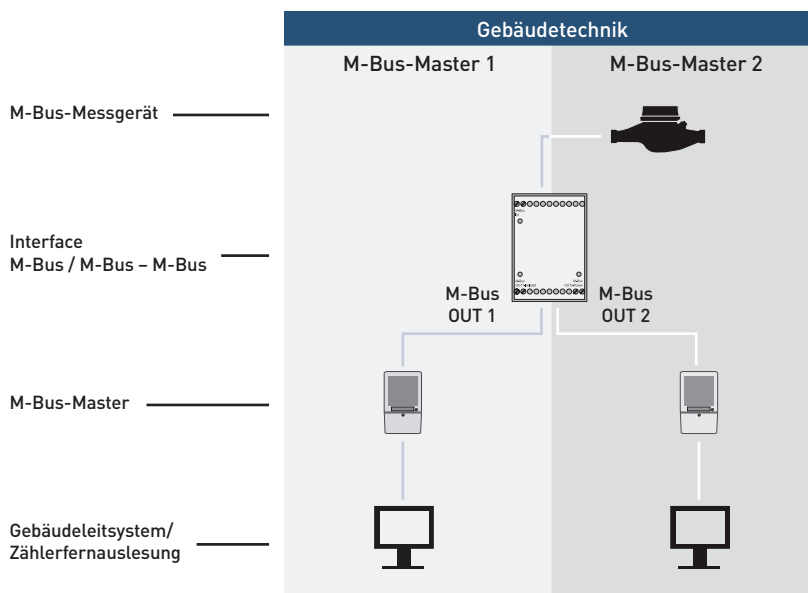 Gebäudetechnik
M-Bus-Master 1
M-Bus-Master 2
M-Bus-Messgerät
Interface
M-Bus / M-Bus – M-Bus
M-Bus
OUT 1
M-Bus
OUT 2
M-Bus-Master
Gebäudeleitsystem/
Zählerfernauslesung